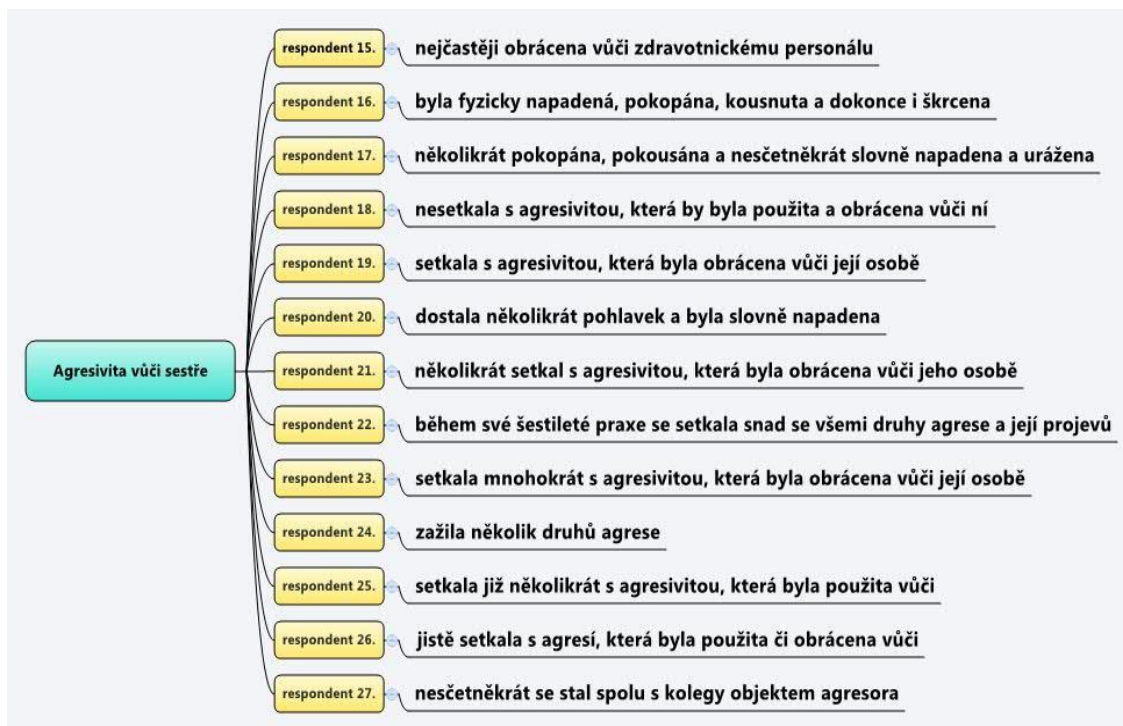 respondent 15. nejčastěji obrácena vůči zdravotnickému personálu
respondent 16. byla fyzicky napadená, pokopána, kousnuta a dokonce i škrcena
respondent 17. několikrát pokopána, pokousána a nesčetněkrát slovně napadena a urážena
respondent 18. nesetkala s agresivitou, která by byla použita a obrácena vůči ní
respondent 19. setkala s agresivitou, která byla obrácena vůči její osobě
respondent 20. dostala několikrát pohlavek a byla slovně napadena
Agresivita vůči sestře
respondent 21. několikrát setkal s agresivitou, která byla obrácena vůči jeho osobě
respondent 22. během své šestileté praxe se setkala snad se všemi druhy agrese a její projevů
respondent 23. setkala mnohokrát s agresivitou, která byla obrácena vůči její osobě
respondent 24. zažila několik druhů agrese
respondent 25. setkala již několikrát s agresivitou, která byla použita vůči
respondent 26. jistě setkala s agresí, která byla použita či obrácena vůči
respondent 27. nesčetněkrát se stal spolu s kolegy objektem agresora